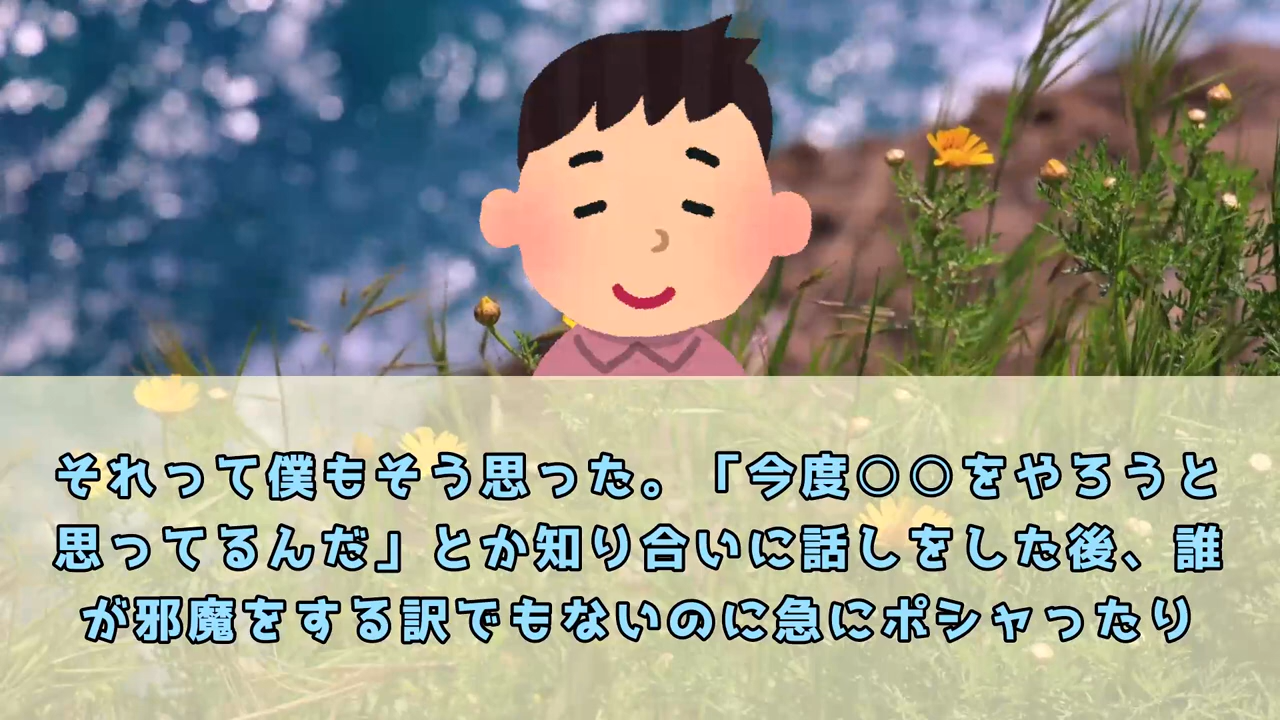 それって僕もそう思った。「今度○○をやろうと
思ってるんだ」とか知り合いに話しをした後、誰
が邪魔をする訳でもないのに急にポシャったり